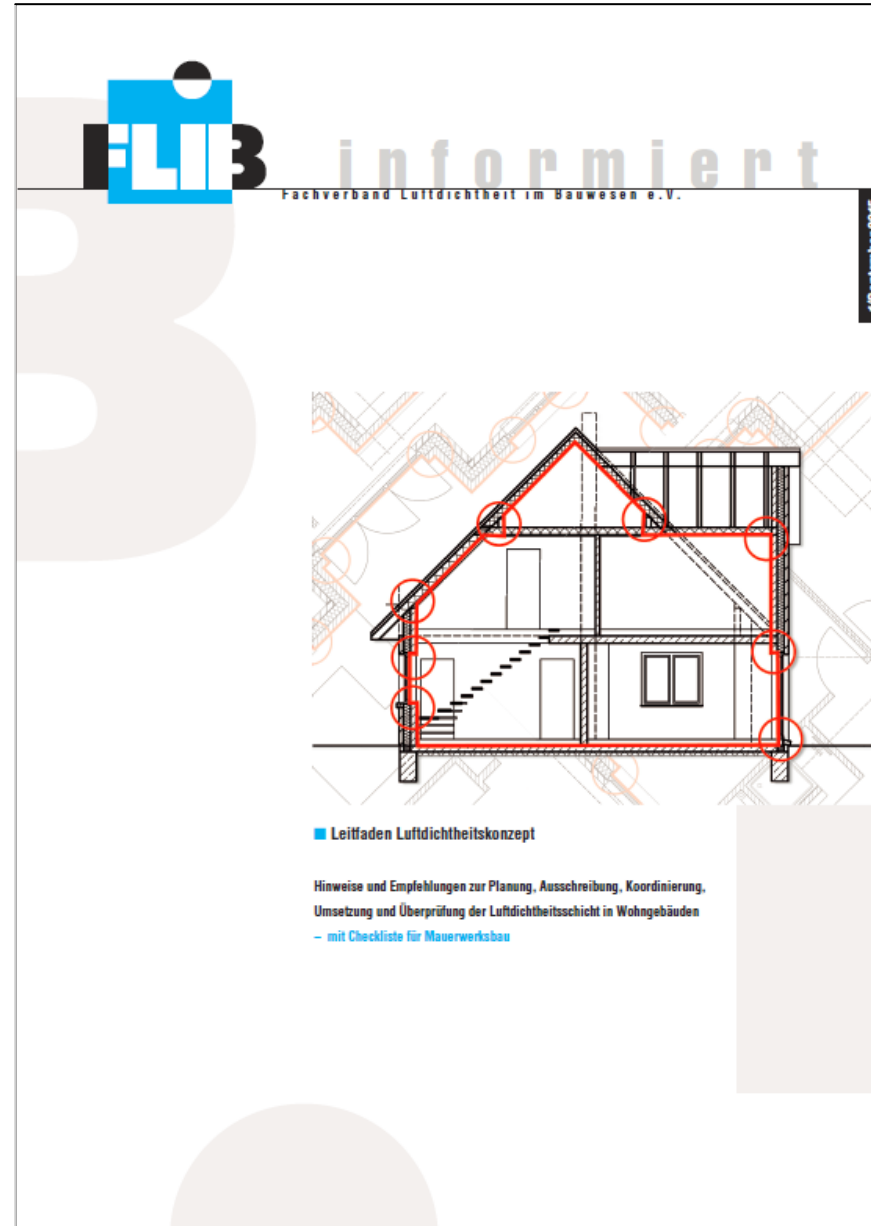 FLIB informiert
Fachverband Luftdichtheit im Bauwesen e.V.
Leitfaden Luftdichtheitskonzept
Hinweise und Empfehlungen zur Planung, Ausschreibung, Koordinierung,
Umsetzung und Überprüfung der Luftdichtheitsschicht in Wohngebäuden
– mit Checkliste für Mauerwerksbau